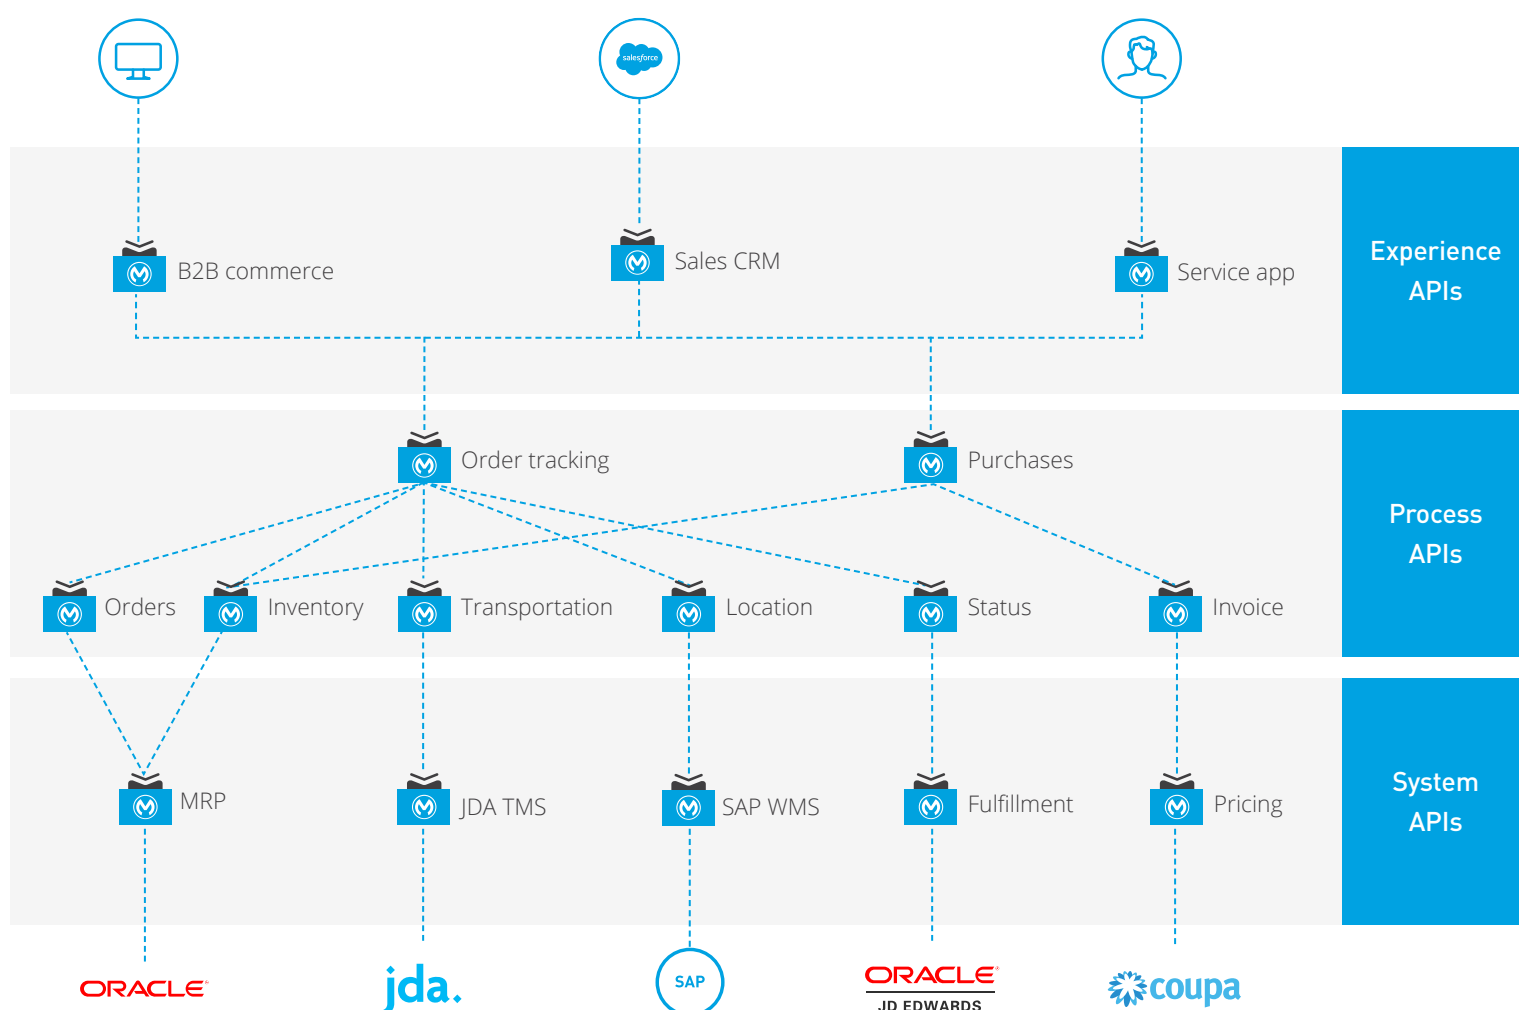 salesforce
B2B commerce
Sales CRM
Service app
Experience
APIs
Order tracking
Purchases
Process
APIs
Orders
Inventory
Transportation
Location
Status
Invoice
MRP
JDA TMS
SAP WMS
Fulfillment
Pricing
System
APIs
ORACLE®
jda.
SAP
ORACLE®
JD EDWARDS
coupa